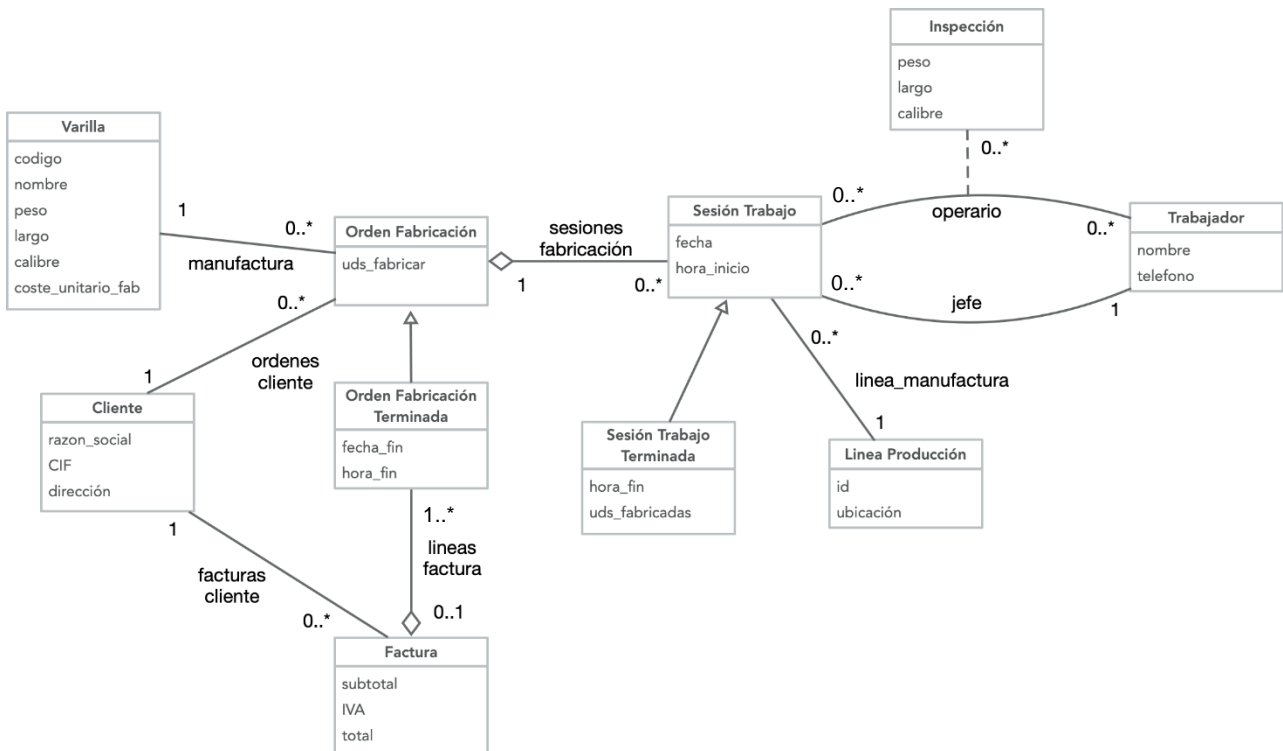 Inspección
peso
largo
calibre
0..*
Varilla
codigo
nombre
peso
largo
calibre
coste_unitario_fab
1
0..*
manufactura
Orden Fabricación
uds_fabricar
0..*
sesiones
fabricación
1
0..*
Sesión Trabajo
fecha
hora_inicio
0..*
operario
0..*
Trabajador
nombre
telefono
0..*
jefe
1
0..*
linea_manufactura
1
ordenes
cliente
1
Cliente
razon_social
CIF
dirección
Orden Fabricación
Terminada
fecha_fin
hora_fin
Sesión Trabajo
Terminada
hora_fin
uds_fabricadas
Linea Producción
id
ubicación
1
facturas
cliente
0..*
1..*
lineas
factura
0..1
Factura
subtotal
IVA
total